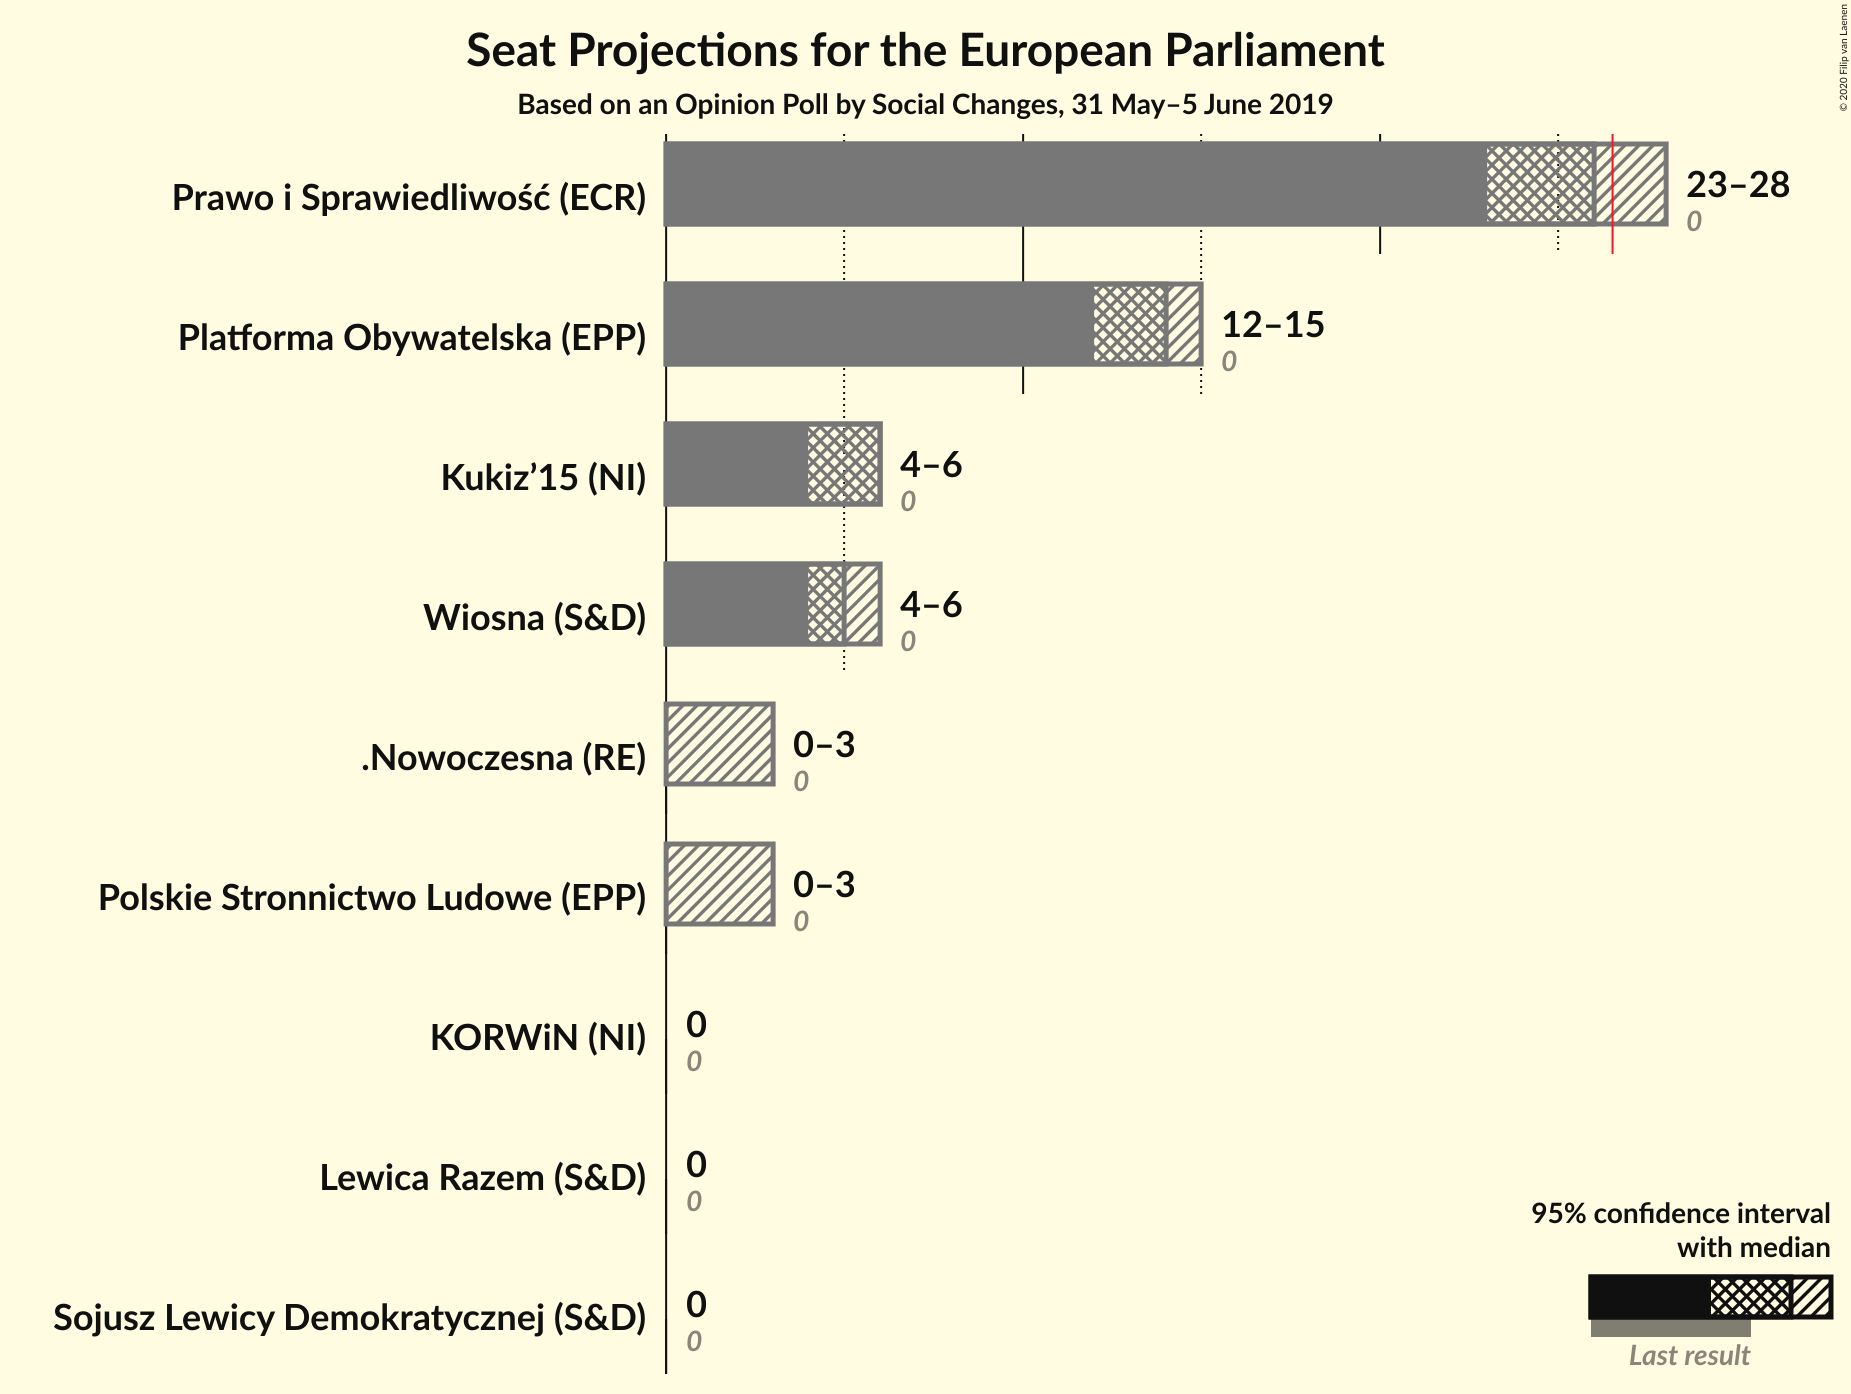 Seat Projections for the European Parliament
Based on an Opinion Poll by Social Changes, 31 May–5 June 2019
© 2020 Filip van Laenen
Prawo i Sprawiedliwość (ECR)
23–28
0
Platforma Obywatelska (EPP)
12–15
0
Kukiz’15 (NI)
4–6
0
Wiosna (S&D)
4–6
0
.Nowoczesna (RE)
0–3
0
Polskie Stronnictwo Ludowe (EPP)
0–3
0
KORWiN (NI)
0
0
Lewica Razem (S&D)
0
0
Sojusz Lewicy Demokratycznej (S&D)
0
0
95% confidence interval
with median
Last result